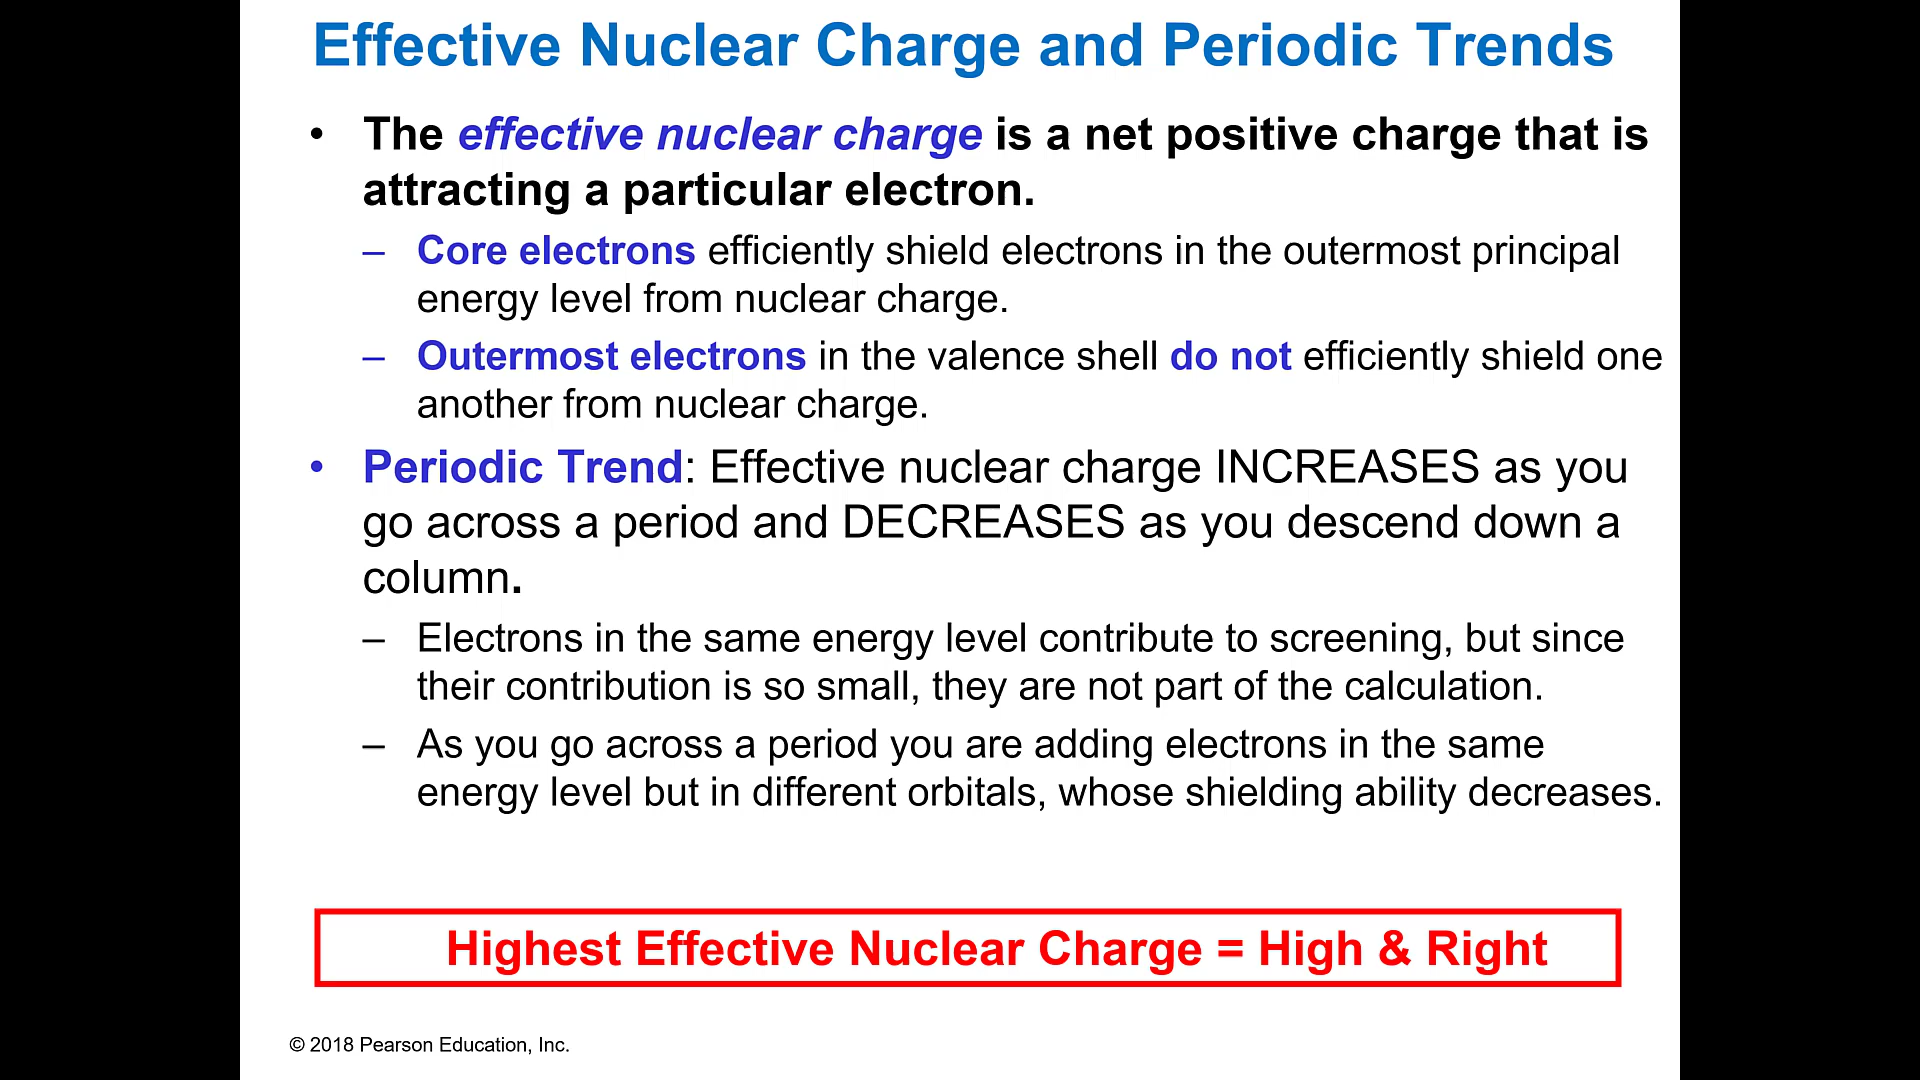 Effective Nuclear Charge and Periodic Trends
• The effective nuclear charge is a net positive charge that is
attracting a particular electron.
– Core electrons efficiently shield electrons in the outermost principal
energy level from nuclear charge.
– Outermost electrons in the valence shell do not efficiently shield one
another from nuclear charge.
• Periodic Trend: Effective nuclear charge INCREASES as you
go across a period and DECREASES as you descend down a
column.
– Electrons in the same energy level contribute to screening, but since
their contribution is so small, they are not part of the calculation.
– As you go across a period you are adding electrons in the same
energy level but in different orbitals, whose shielding ability decreases.
Highest Effective Nuclear Charge = High & Right
© 2018 Pearson Education, Inc.